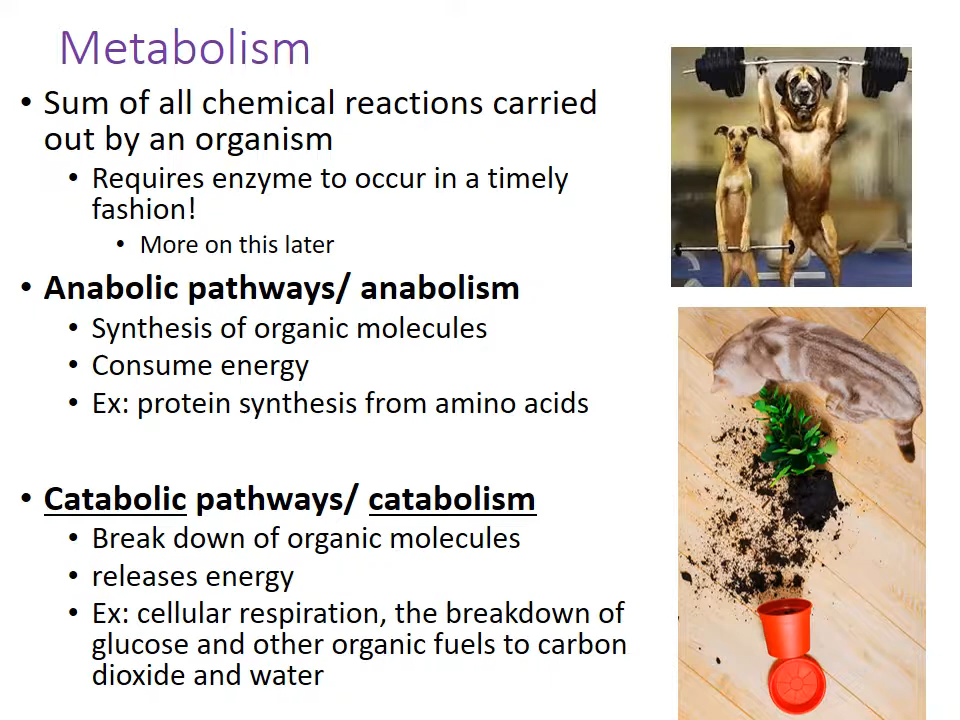 Metabolism
• Sum of all chemical reactions carried
out by an organism
• Requires enzyme to occur in a timely
fashion!
• More on this later
• Anabolic pathways/ anabolism
• Synthesis of organic molecules
• Consume energy
• Ex: protein synthesis from amino acids
• Catabolic pathways/ catabolism
• Break down of organic molecules
• releases energy
• Ex: cellular respiration, the breakdown of
glucose and other organic fuels to carbon
dioxide and water